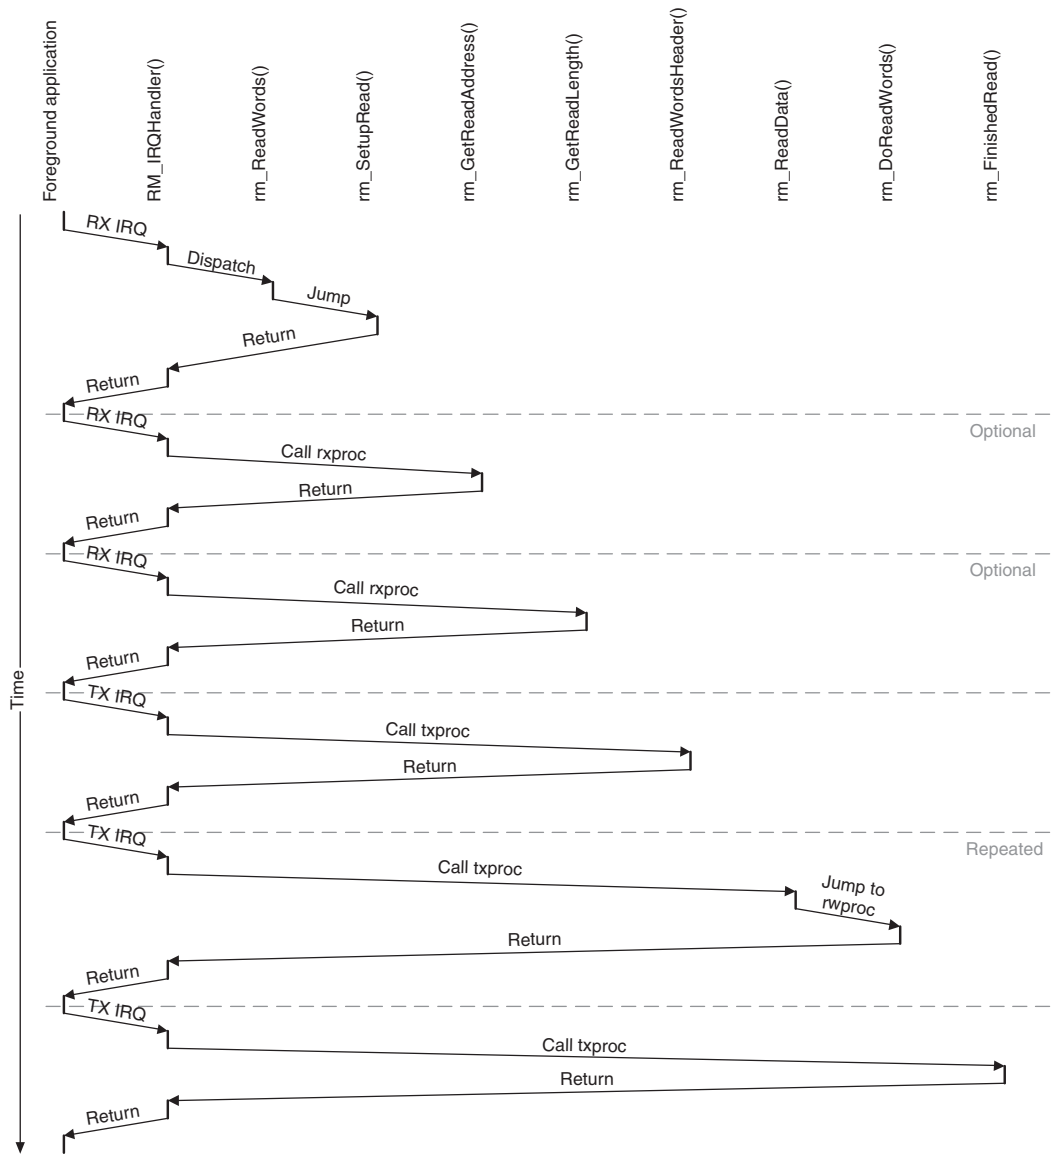 Foreground application
RM_IRQHandler()
rm_ReadWords()
rm_SetupRead()
rm_GetReadAddress()
rm_GetReadLength()
rm_ReadWordsHeader()
rm_ReadData()
rm_DoReadWords()
rm_FinishedRead()
Time
RX IRQ
Dispatch
Jump
Return
Return
RX IRQ
Optional
Call rxproc
Return
Return
RX IRQ
Optional
Call rxproc
Return
Return
TX IRQ
Call txproc
Return
Return
TX IRQ
Repeated
Call txproc
Jump to
rwproc
Return
Return
TX IRQ
Call txproc
Return
Return